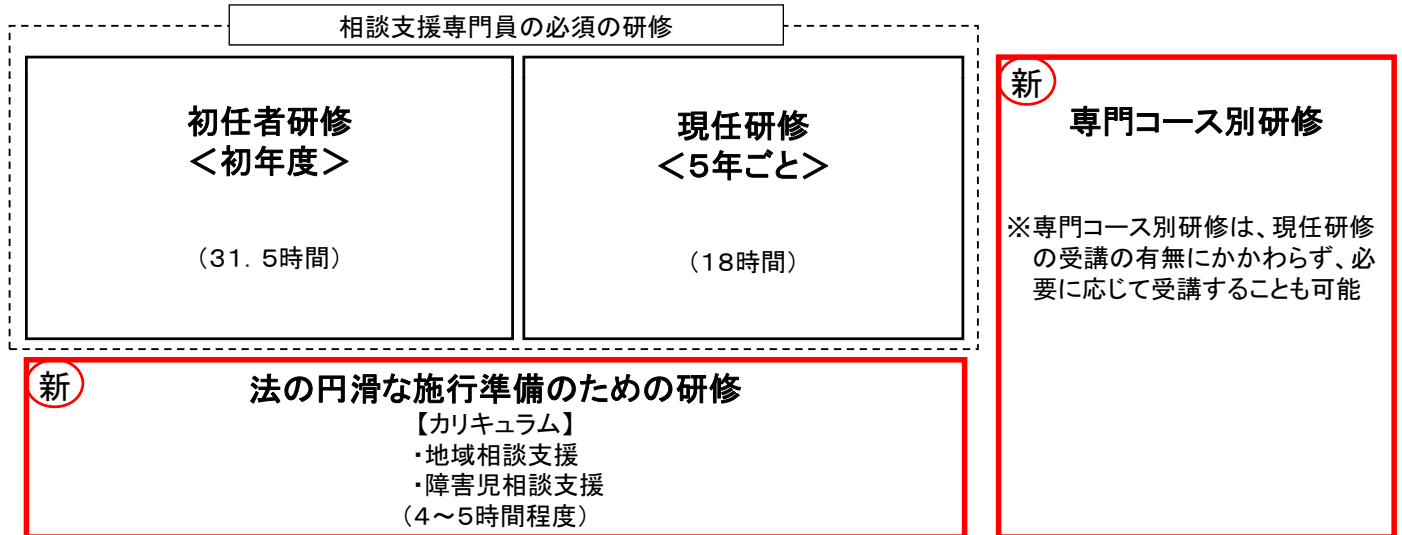 相談支援専門員の必須の研修
初任者研修
＜初年度＞
（31．5時間）
現任研修
＜5年ごと＞
（18時間）
新
専門コース別研修
※専門コース別研修は、現任研修
の受講の有無にかかわらず、必
要に応じて受講することも可能
新
法の円滑な施行準備のための研修
【カリキュラム】
・地域相談支援
・障害児相談支援
（4～5時間程度）